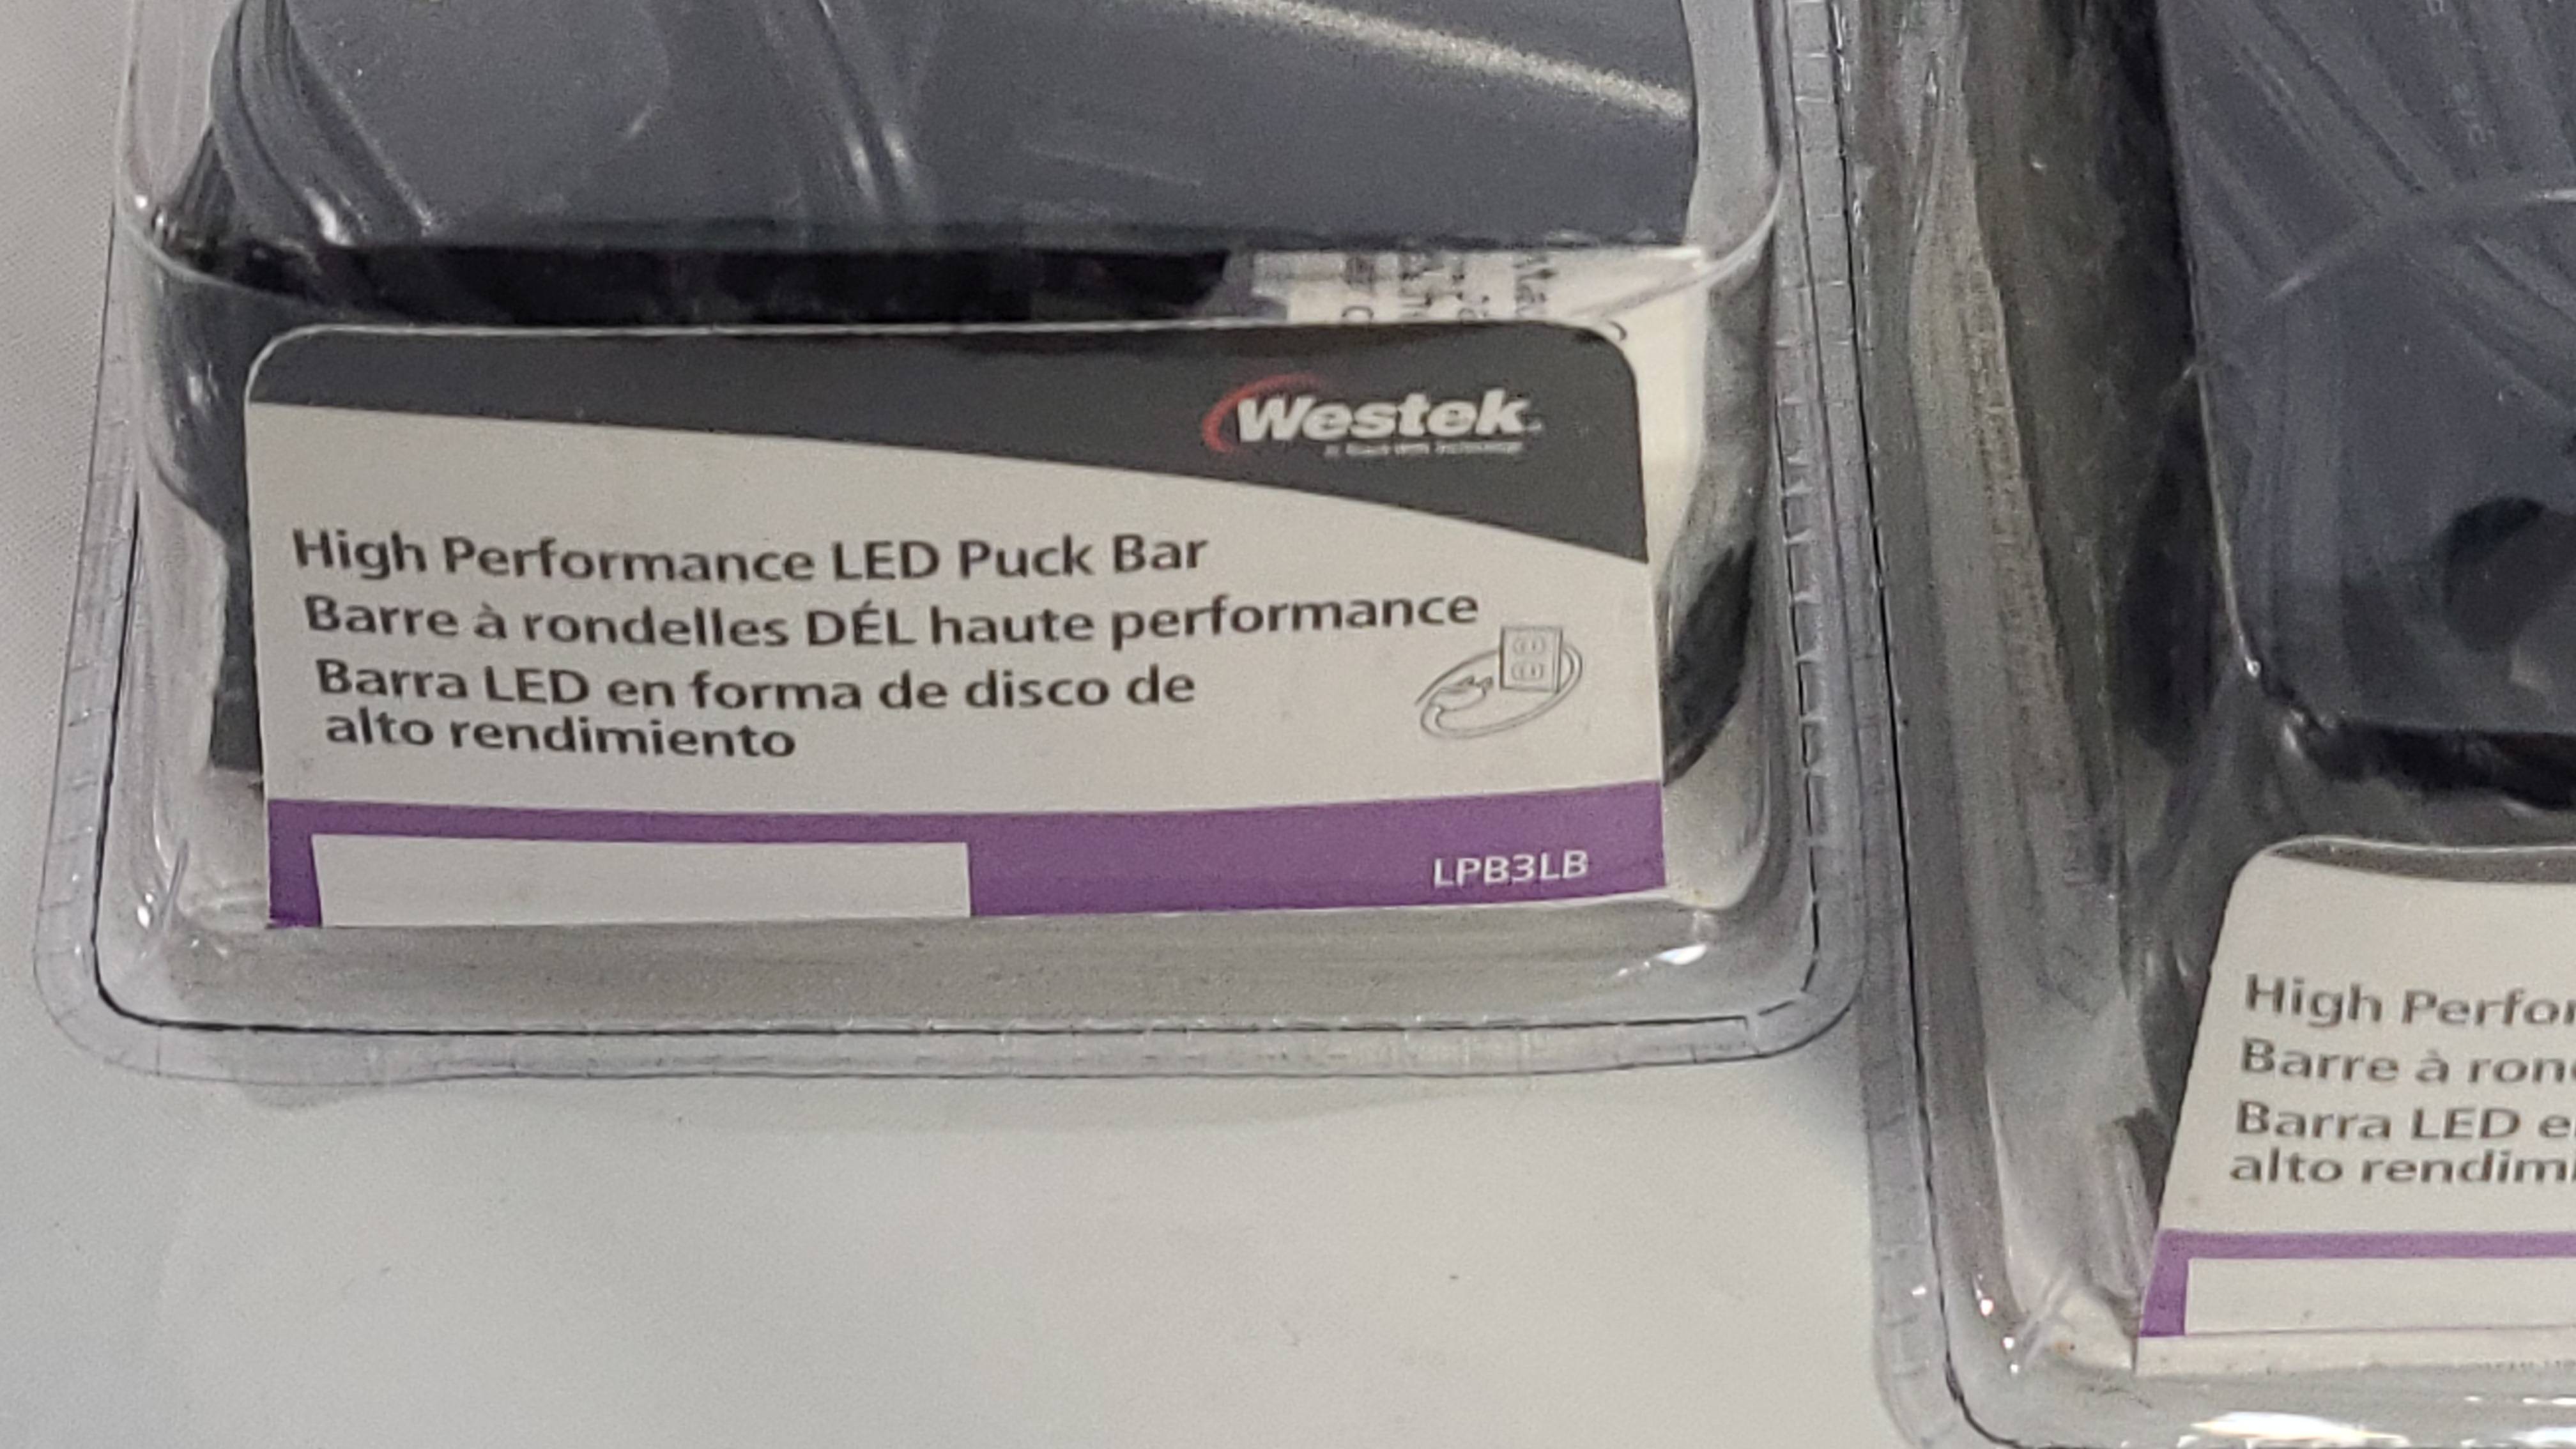 Westek
High Performance LED Puck Bar
Barre à rondelles DÉL haute performance
Barra LED en forma de disco de
alto rendimiento
LPB3LB
High Perfor
Barre à ron
Barra LED e
alto rendim